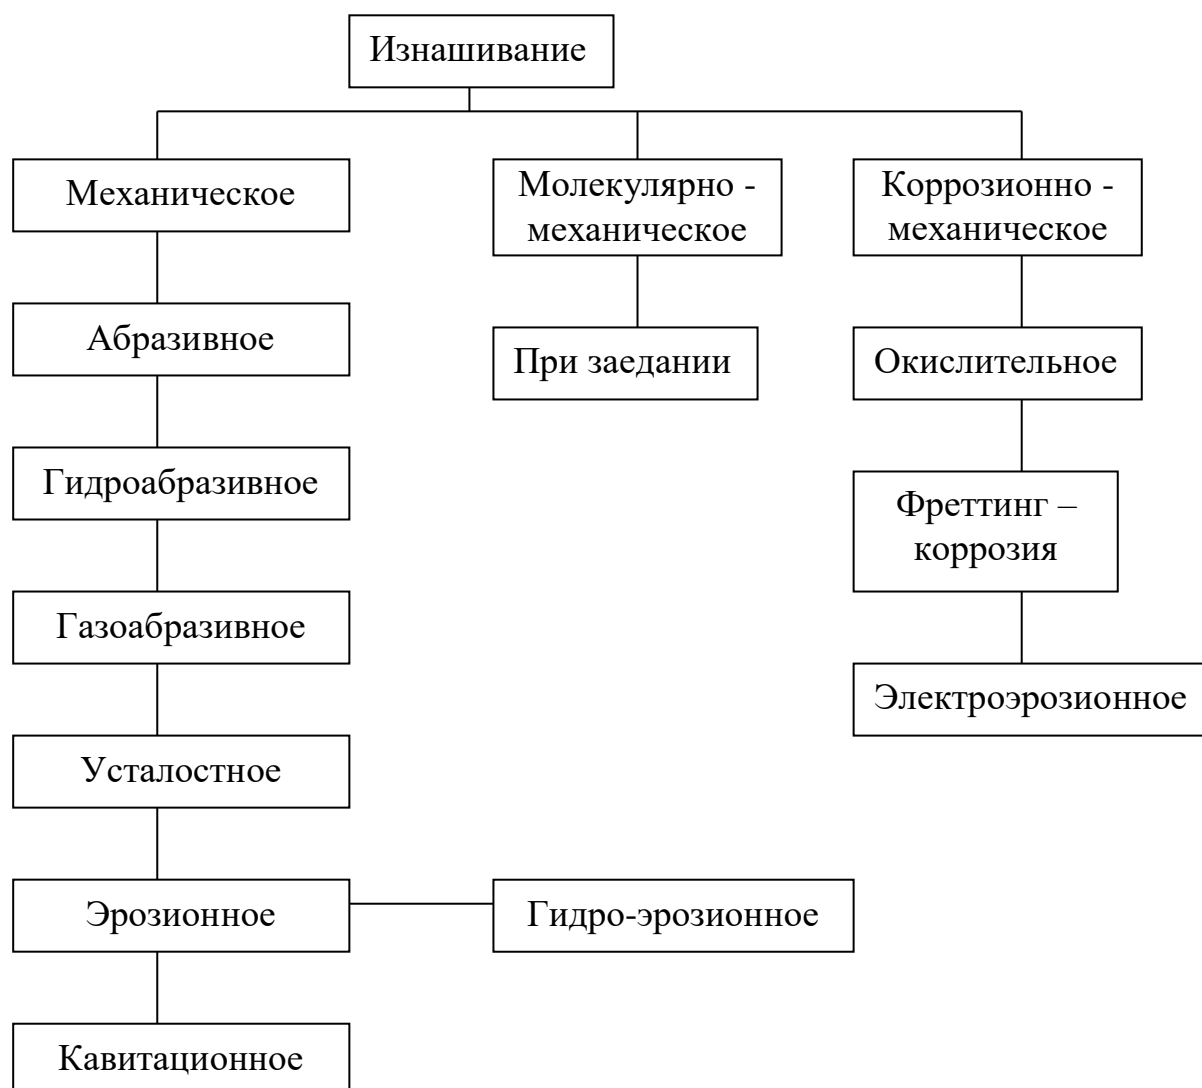 Изнашивание
Механическое
Молекулярно -
механическое
Коррозионно -
механическое
Абразивное
При заедании
Окислительное
Гидроабразивное
Фреттинг –
коррозия
Газоабразивное
Электроэрозионное
Усталостное
Эрозионное
Гидро-эрозионное
Кавитационное